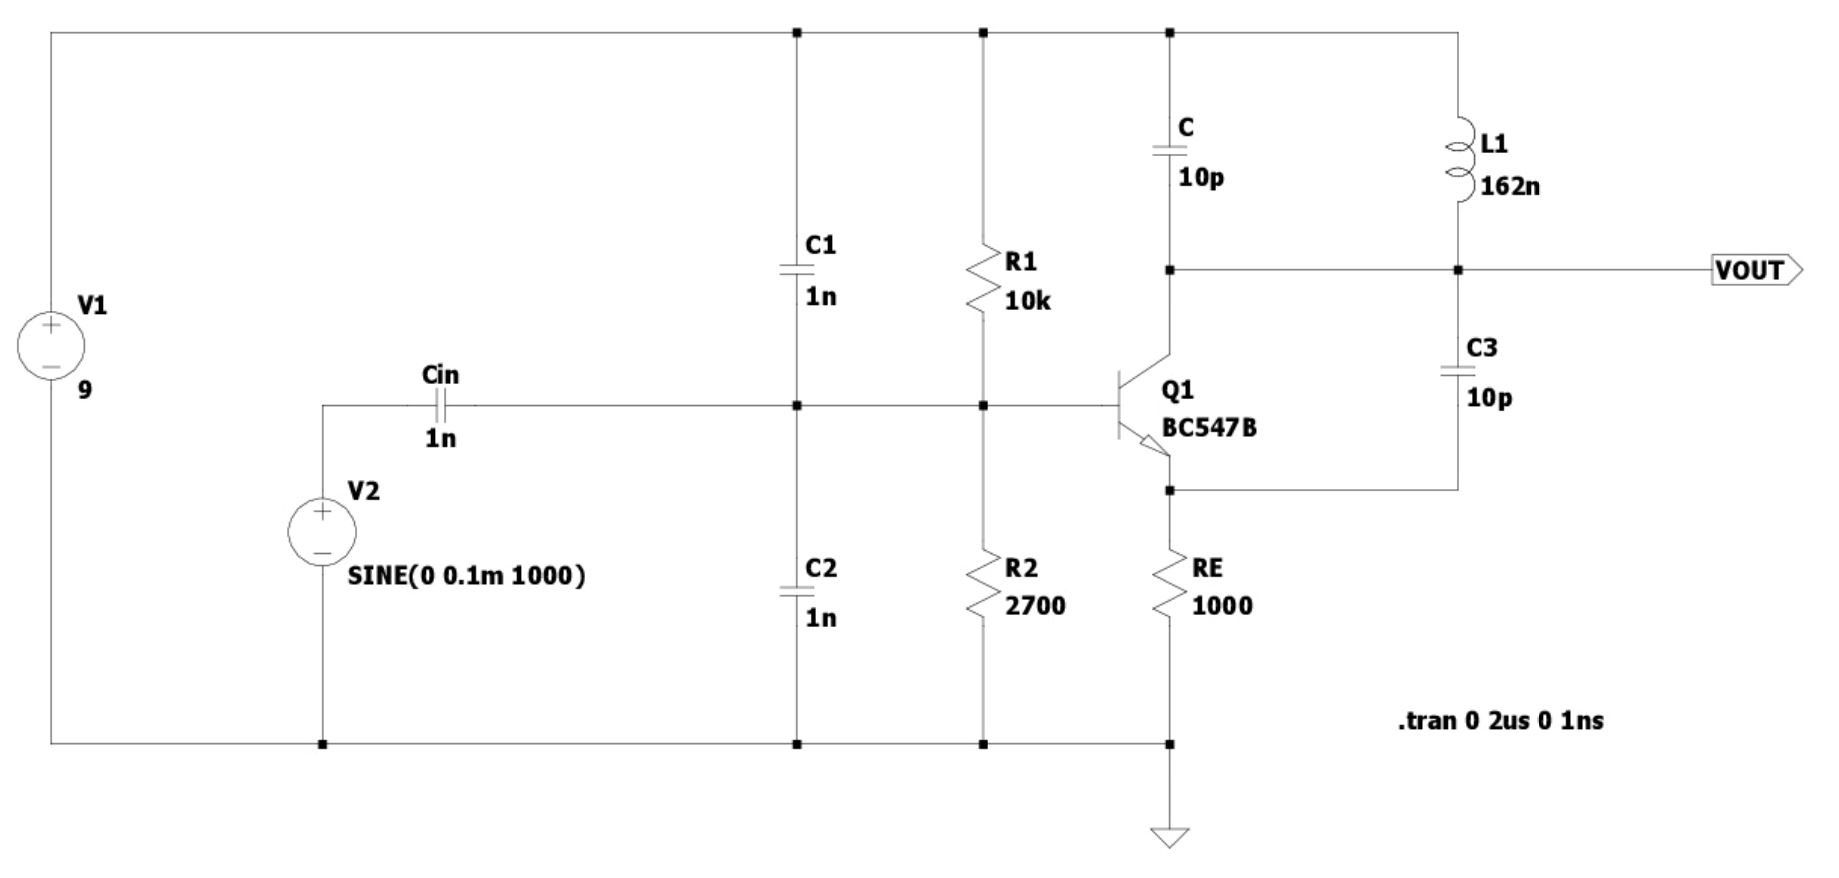 C
10p
L1
162n
C1
1n
R1
10k
VOUT
V1
9
Cin
1n
Q1
BC547B
C3
10p
V2
SINE(0 0.1m 1000)
C2
1n
R2
2700
RE
1000
.tran 0 2us 0 1ns